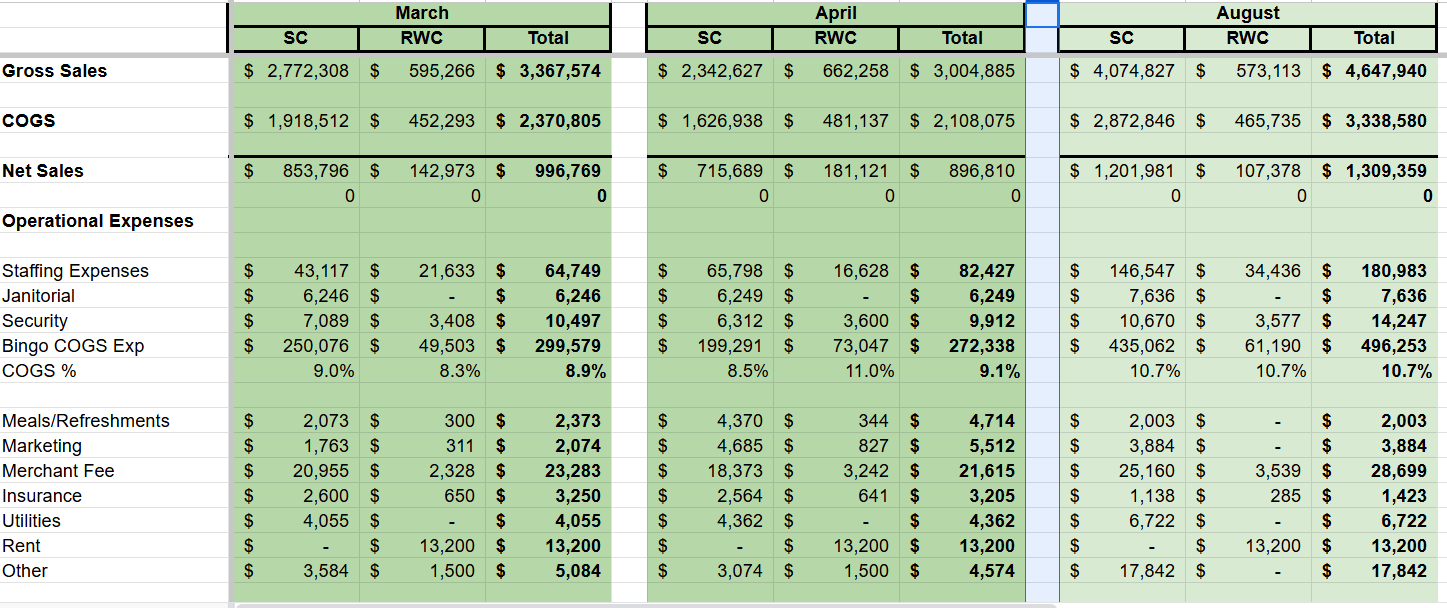 March April August
SC RWC Total SC RWC Total SC RWC Total
Gross Sales $ 2,772,308 $ 595,266 $ 3,367,574 $ 2,342,627 $ 662,258 $ 3,004,885 $ 4,074,827 $ 573,113 $ 4,647,940
COGS $ 1,918,512 $ 452,293 $ 2,370,805 $ 1,626,938 $ 481,137 $ 2,108,075 $ 2,872,846 $ 465,735 $ 3,338,580
Net Sales $ 853,796 $ 142,973 $ 996,769 $ 715,689 $ 181,121 $ 896,810 $ 1,201,981 $ 107,378 $ 1,309,359
0 0 0 0 0 0 0 0 0
Operational Expenses
Staffing Expenses $ 43,117 $ 21,633 $ 64,749 $ 65,798 $ 16,628 $ 82,427 $ 146,547 $ 34,436 $ 180,983
Janitorial $ 6,246 $ - $ 6,246 $ 6,249 $ - $ 6,249 $ 7,636 $ - $ 7,636
Security $ 7,089 $ 3,408 $ 10,497 $ 6,312 $ 3,600 $ 9,912 $ 10,670 $ 3,577 $ 14,247
Bingo COGS Exp $ 250,076 $ 49,503 $ 299,579 $ 199,291 $ 73,047 $ 272,338 $ 435,062 $ 61,190 $ 496,253
COGS % 9.0% 8.3% 8.9% 8.5% 11.0% 9.1% 10.7% 10.7% 10.7%
Meals/Refreshments $ 2,073 $ 300 $ 2,373 $ 4,370 $ 344 $ 4,714 $ 2,003 $ - $ 2,003
Marketing $ 1,763 $ 311 $ 2,074 $ 4,685 $ 827 $ 5,512 $ 3,884 $ - $ 3,884
Merchant Fee $ 20,955 $ 2,328 $ 23,283 $ 18,373 $ 3,242 $ 21,615 $ 25,160 $ 3,539 $ 28,699
Insurance $ 2,600 $ 650 $ 3,250 $ 2,564 $ 641 $ 3,205 $ 1,138 $ 285 $ 1,423
Utilities $ 4,055 $ - $ 4,055 $ 4,362 $ - $ 4,362 $ 6,722 $ - $ 6,722
Rent $ - $ 13,200 $ 13,200 $ - $ 13,200 $ 13,200 $ - $ 13,200 $ 13,200
Other $ 3,584 $ 1,500 $ 5,084 $ 3,074 $ 1,500 $ 4,574 $ 17,842 $ - $ 17,842